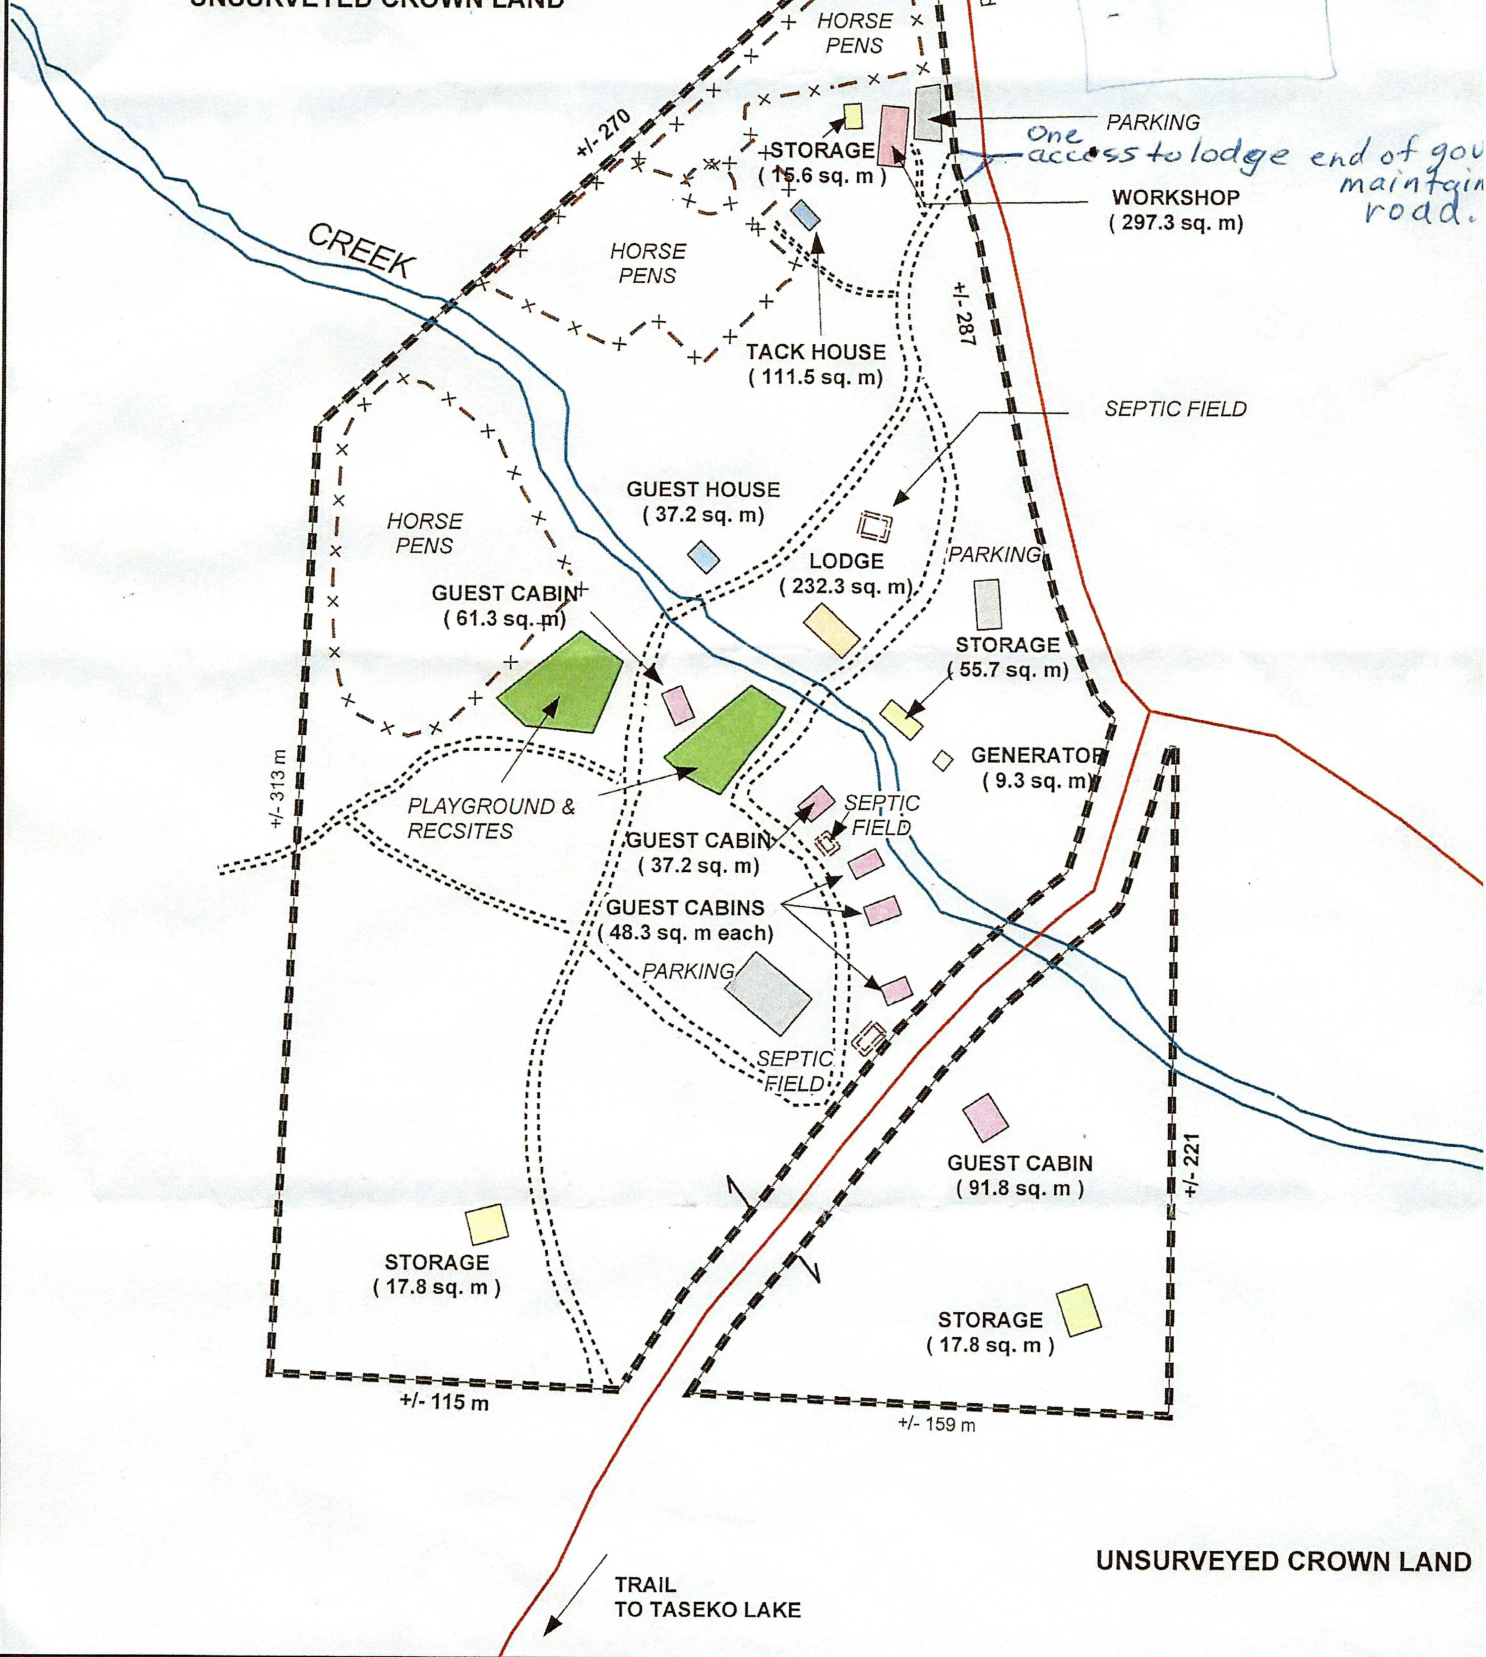 UNSURVEYED CROWN LAND
HORSE
PENS
+/- 270
PARKING
One
access to lodge end of
road.
STORAGE
( 15.6 sq. m )
WORKSHOP
( 297.3 sq. m)
CREEK
HORSE
PENS
+/- 287
TACK HOUSE
( 111.5 sq. m)
SEPTIC FIELD
GUEST HOUSE
( 37.2 sq. m)
HORSE
PENS
LODGE
( 232.3 sq. m)
PARKING
GUEST CABIN
( 61.3 sq. m)
STORAGE
( 55.7 sq. m)
+/- 313 m
GENERATOR
( 9.3 sq. m)
PLAYGROUND &
RECSITES
SEPTIC
FIELD
GUEST CABIN
( 37.2 sq. m)
GUEST CABINS
( 48.3 sq. m each)
PARKING
SEPTIC
FIELD
GUEST CABIN
( 91.8 sq. m )
+/- 221
STORAGE
( 17.8 sq. m )
STORAGE
( 17.8 sq. m )
+/- 115 m
+/- 159 m
UNSURVEYED CROWN LAND
TRAIL
TO TASEKO LAKE